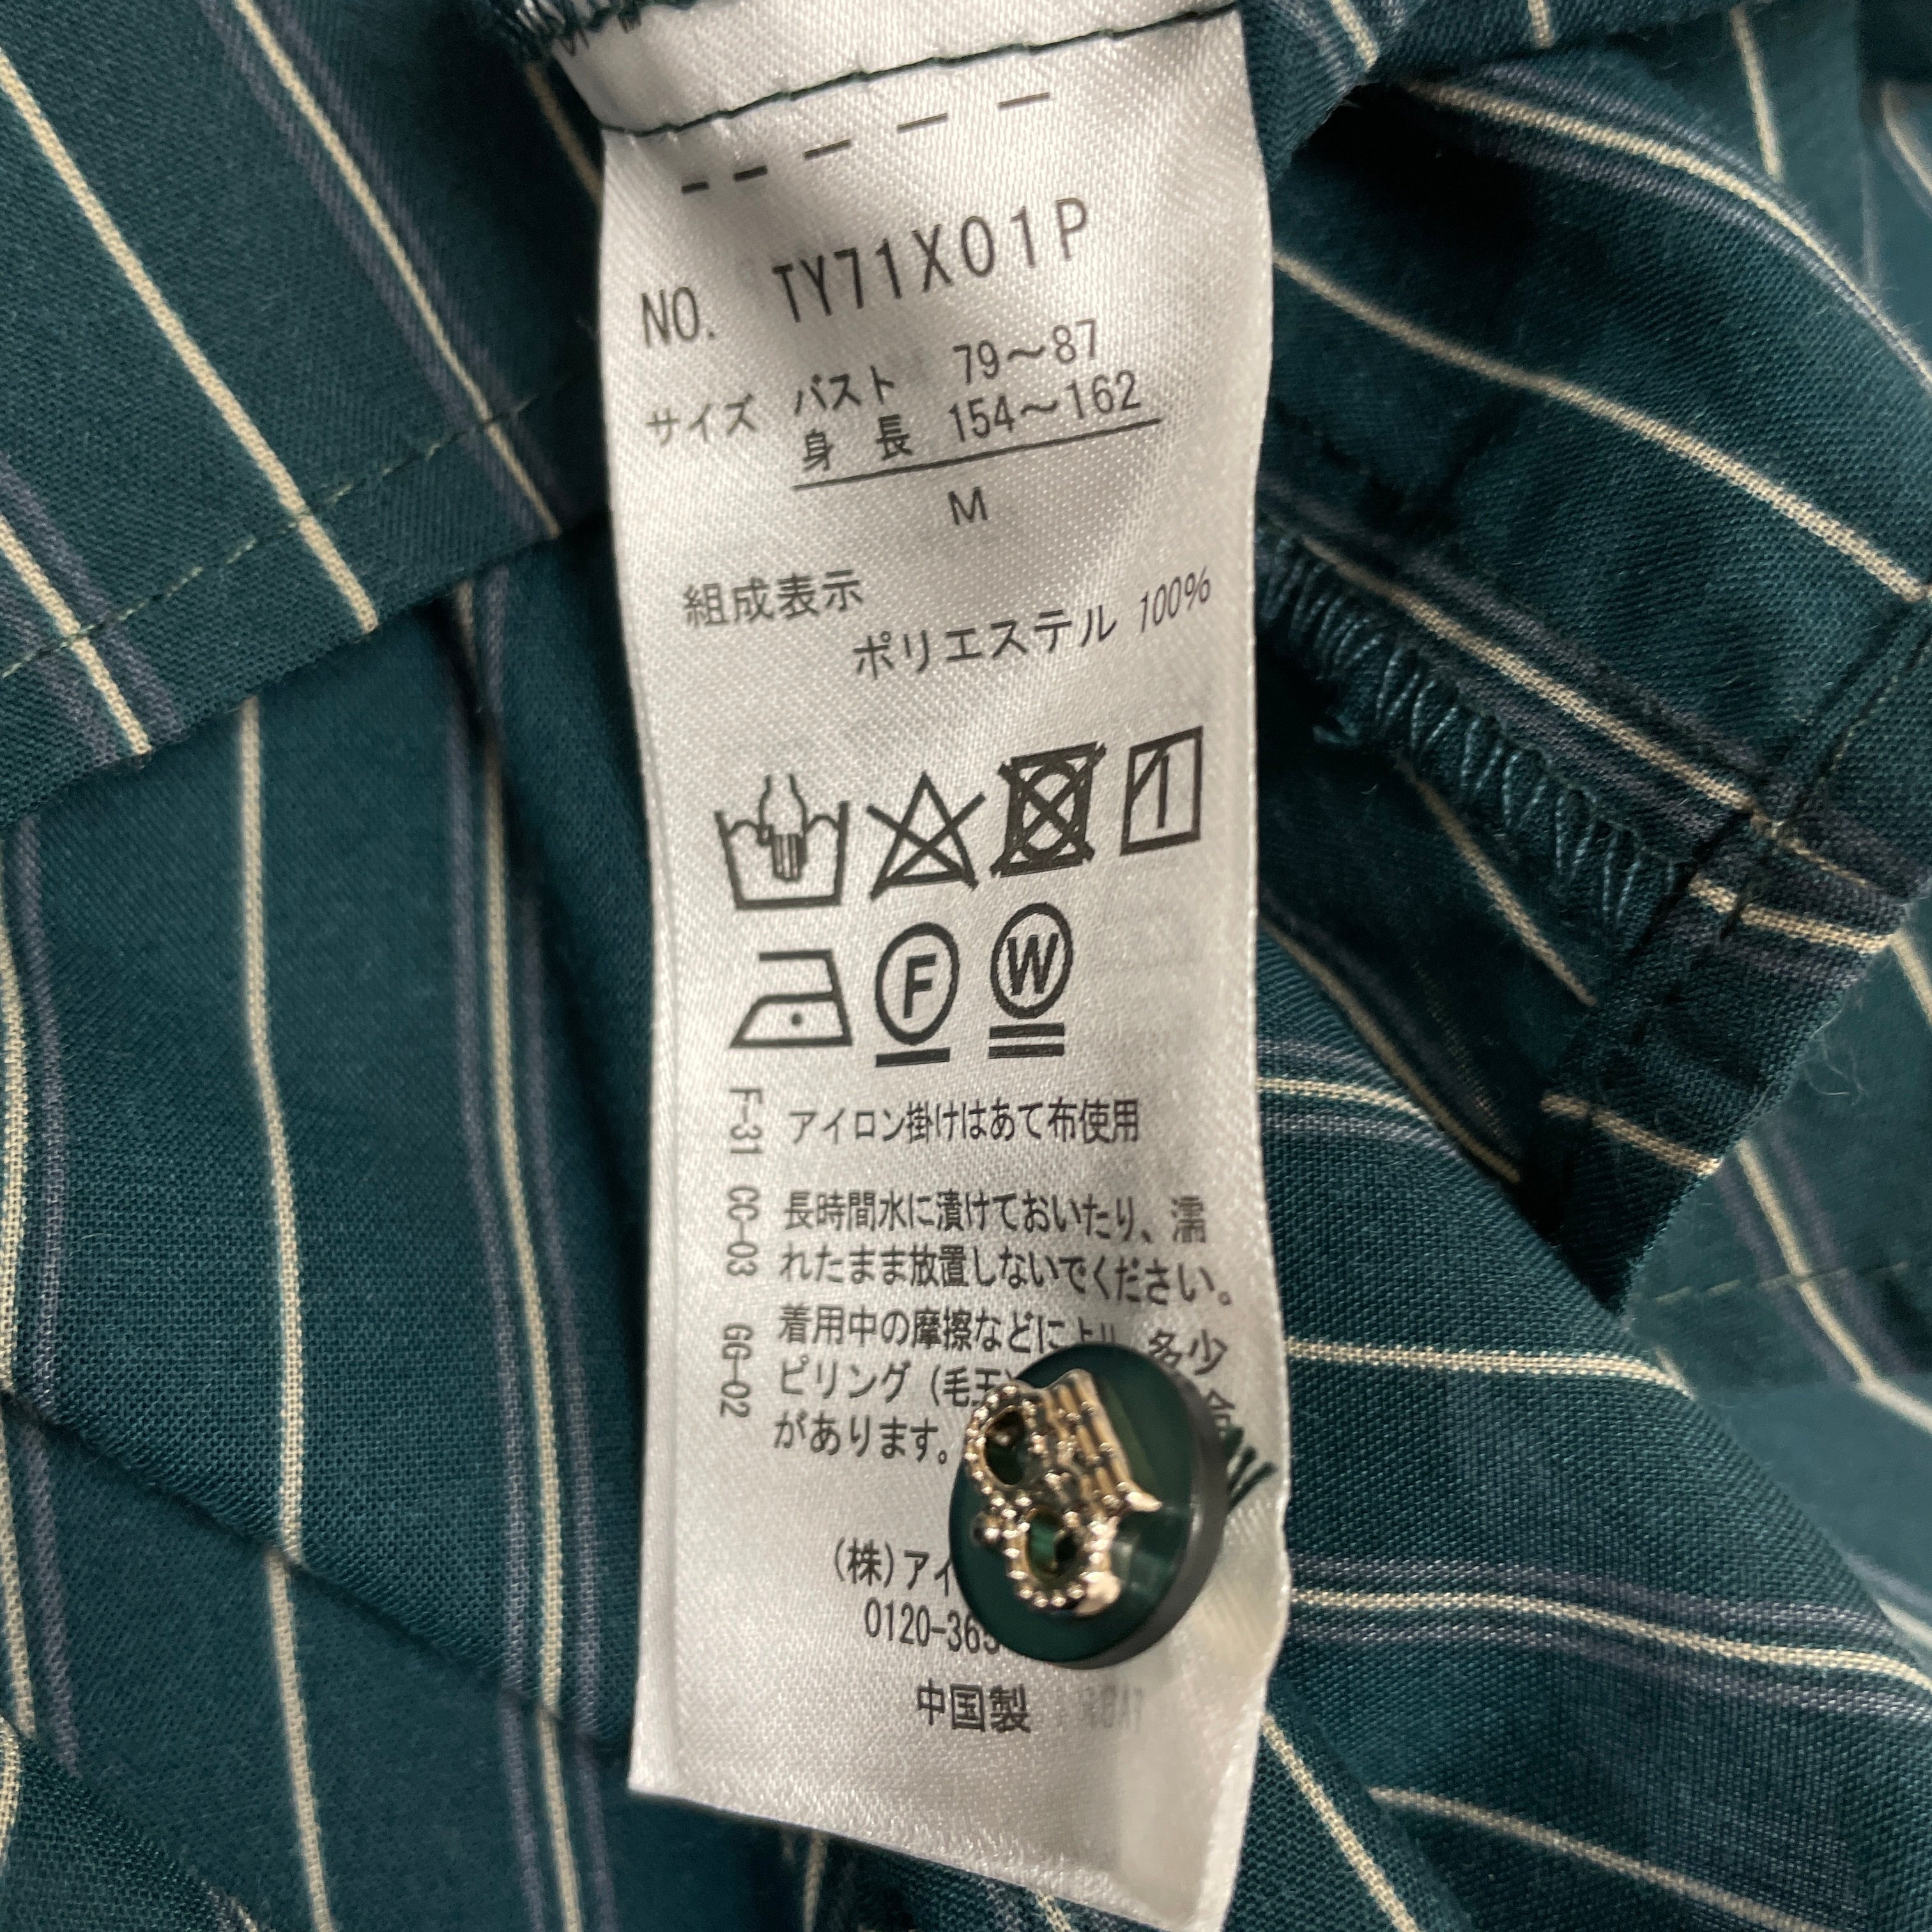 NO. TY71X01P
サイズ バスト 79～87
身 長 154～162
M
組成表示
ポリエステル 100%
F
W
F-31 CC-03 GG-02
アイロン掛けはあて布使用
長時間水に漬けておいたり、濡
れたまま放置しないでください。
着用中の摩擦などにより 多少
ピリング (毛玉)
があります。
(株)アイ
0120-365
中国製